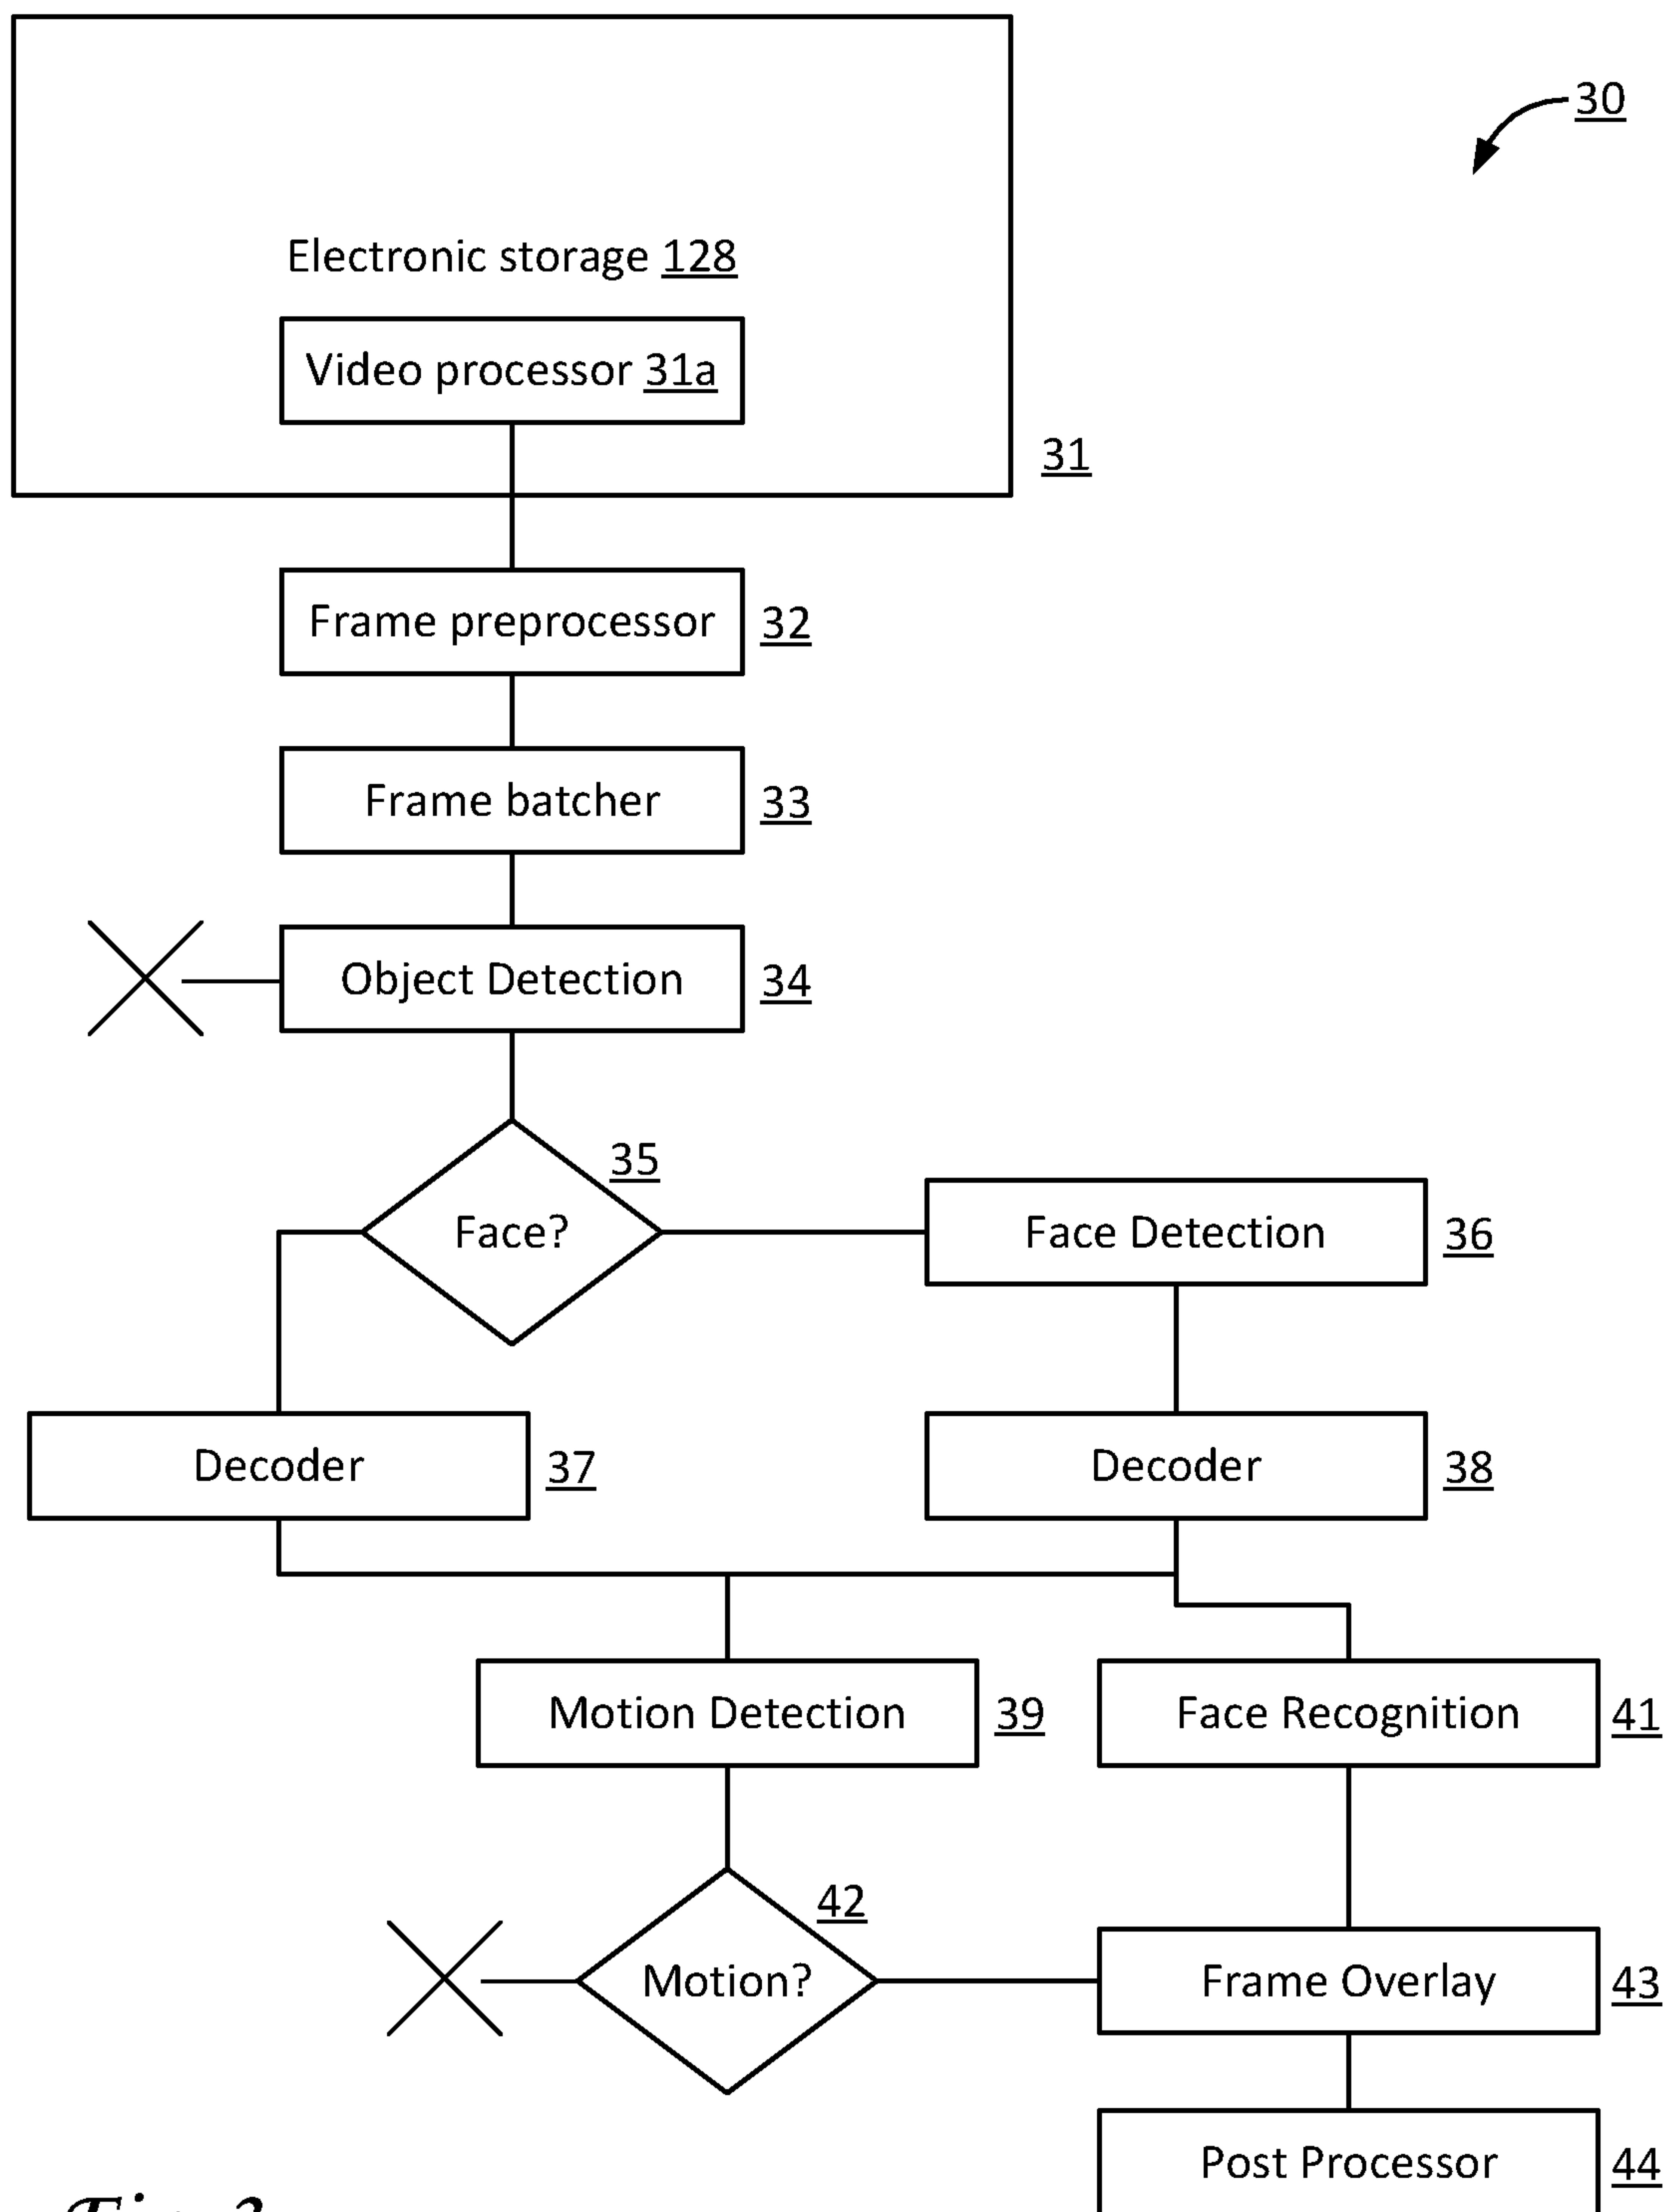 30
Electronic storage 128
Video processor 31a
31
Frame preprocessor 32
Frame batcher 33
Object Detection 34
35
Face?
Face Detection 36
Decoder 37
Decoder 38
Motion Detection 39
Face Recognition 41
42
Motion?
Frame Overlay 43
Post Processor 44
Fig. 3